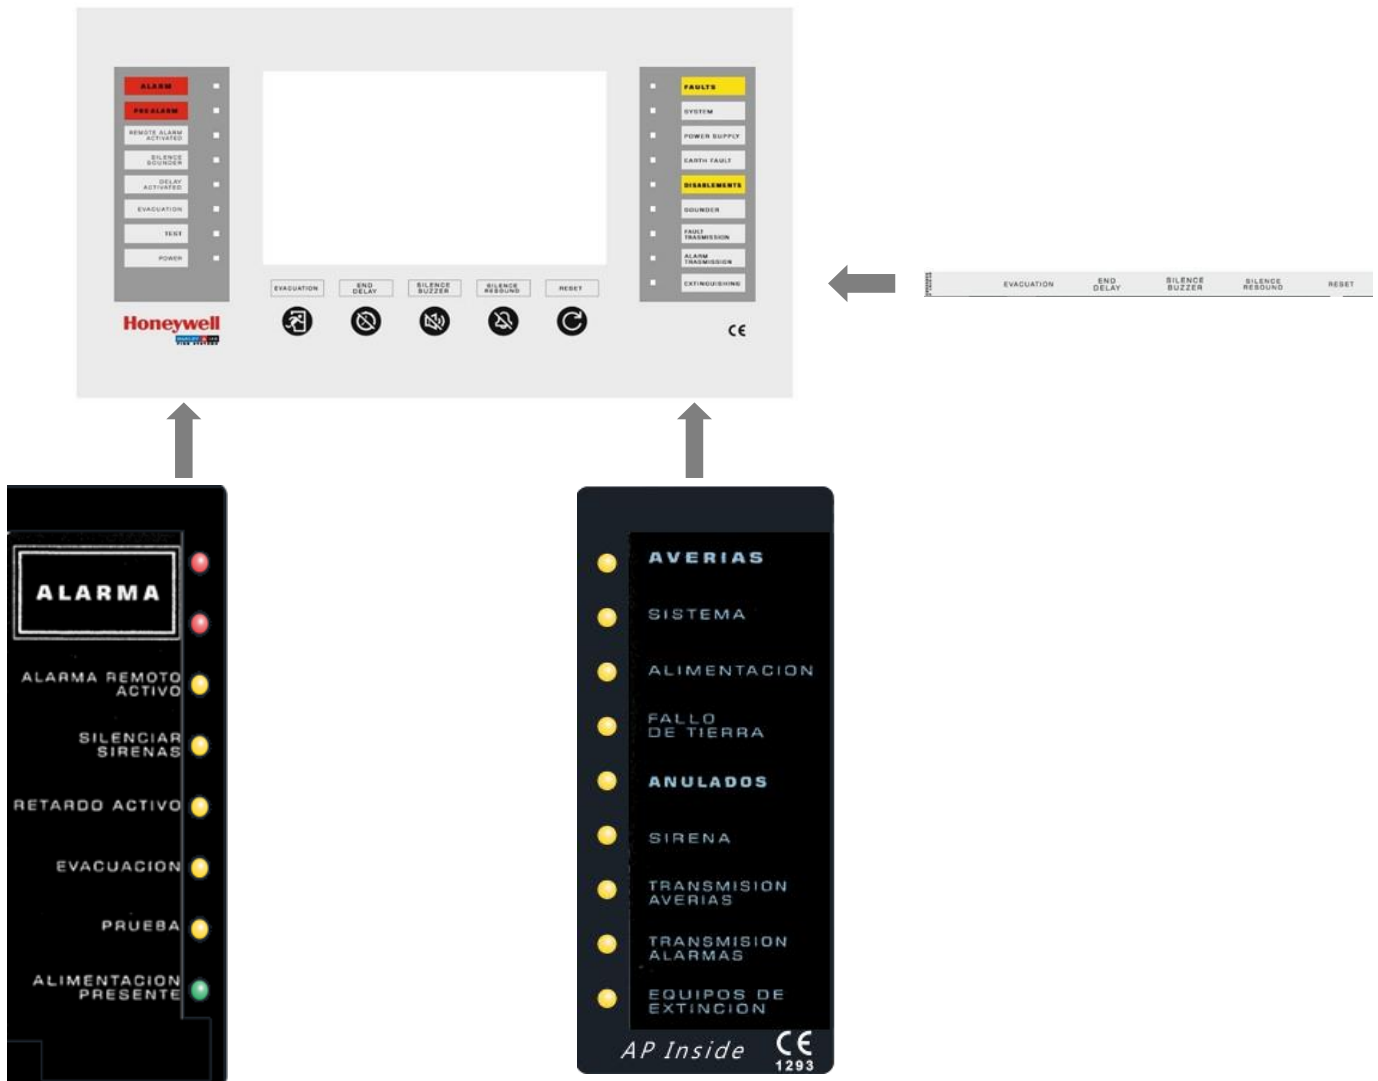 ALARM
PREALARM
REMOTE ALARM
ACTIVATED
SILENCE
SOUNDER
DELAY
ACTIVATED
EVACUATION
TEST
POWER
Honeywell
FAULTS
SYSTEM
POWER SUPPLY
EARTH FAULT
DISABLEMENTS
SOUNDER
FAULT
TRASMISSION
ALARM
TRASMISSION
EXTINGUISHING
CE
EVACUATION
END
DELAY
SILENCE
BUZZER
SILENCE
RESOUND
RESET
EVACUATION
END
DELAY
SILENCE
BUZZER
SILENCE
RESOUND
RESET
ALARMA
ALARMA REMOTO
ACTIVO
SILENCIAR
SIRENAS
RETARDO ACTIVO
EVACUACION
PRUEBA
ALIMENTACION
PRESENTE
AVERIAS
SISTEMA
ALIMENTACION
FALLO
DE TIERRA
ANULADOS
SIRENA
TRANSMISION
AVERIAS
TRANSMISION
ALARMAS
EQUIPOS DE
EXTINCION
AP Inside
CE
1293